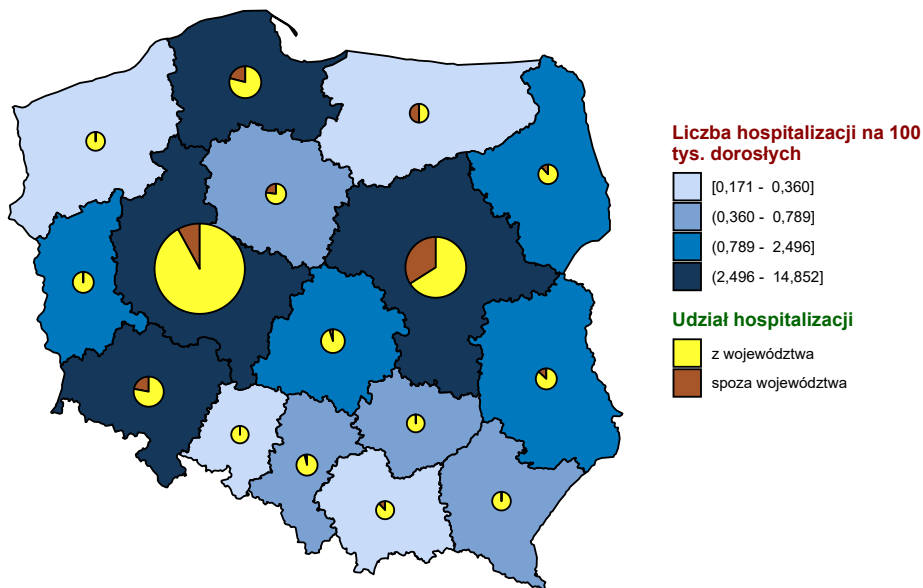 Liczba hospitalizacji na 100
tys. dorosłych
[0,171 - 0,360]
(0,360 - 0,789]
(0,789 - 2,496]
(2,496 - 14,852]
Udział hospitalizacji
z województwa
spoza województwa